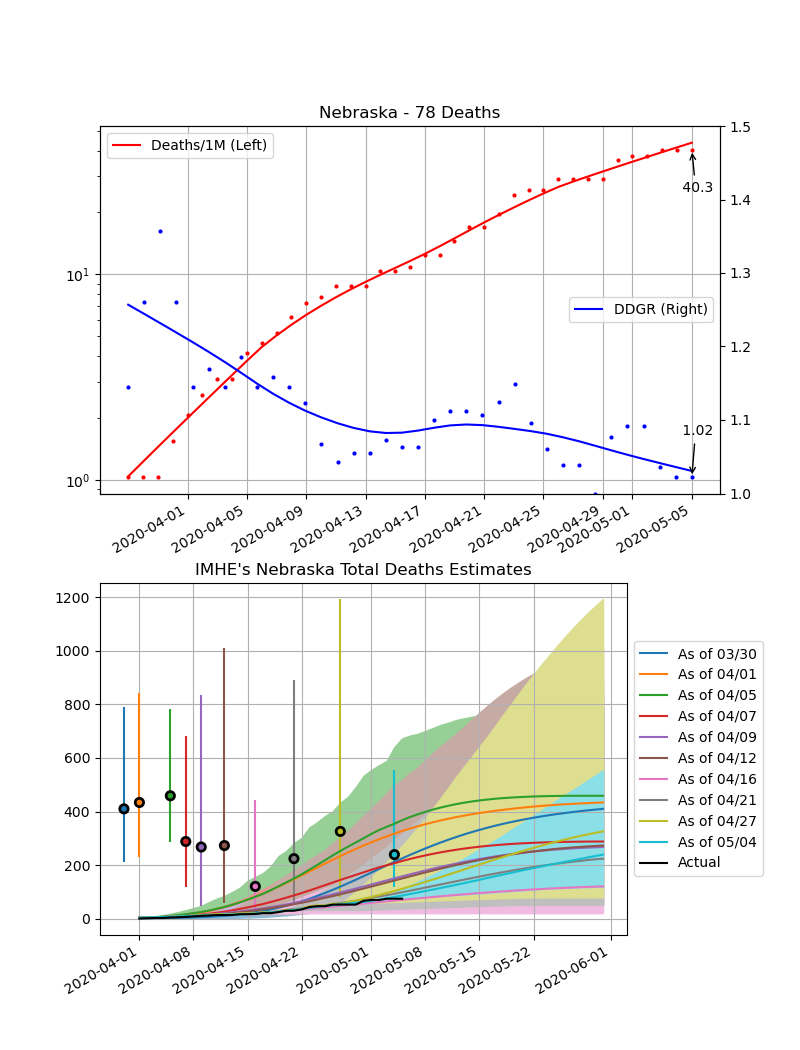 Nebraska - 78 Deaths
Deaths/1M (Left)
DDGR (Right)
40.3
1.02
10¹
10⁰
1.5
1.4
1.3
1.2
1.1
1.0
2020-04-01
2020-04-05
2020-04-09
2020-04-13
2020-04-17
2020-04-21
2020-04-25
2020-04-29
2020-05-01
2020-05-05
IMHE's Nebraska Total Deaths Estimates
1200
1000
800
600
400
200
0
2020-04-01
2020-04-08
2020-04-15
2020-04-22
2020-05-01
2020-05-08
2020-05-15
2020-05-22
2020-06-01
As of 03/30
As of 04/01
As of 04/05
As of 04/07
As of 04/09
As of 04/12
As of 04/16
As of 04/21
As of 04/27
As of 05/04
Actual